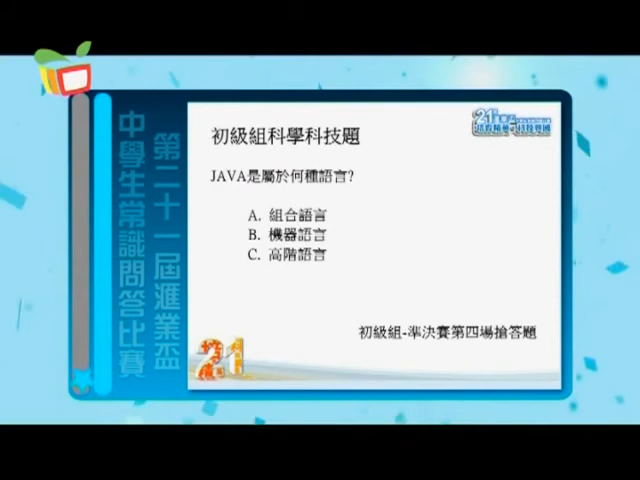 第二十一屆滙業盃
中學生常識問答比賽
初級組科學科技題
JAVA是屬於何種語言?
A. 組合語言
B. 機器語言
C. 高階語言
初級組-準決賽第四場搶答題
21